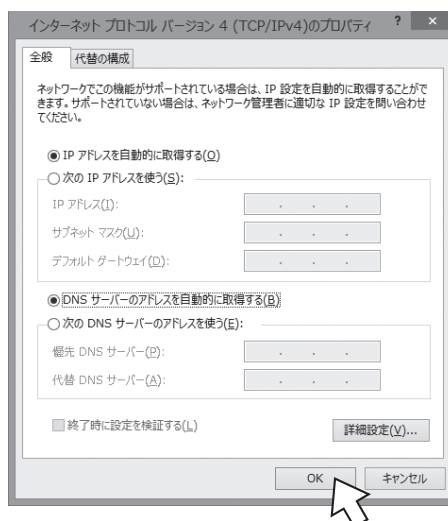 インターネット プロトコル バージョン 4 (TCP/IPv4)のプロパティ ? ×
全般 代替の構成
ネットワークでこの機能がサポートされている場合は、IP 設定を自動的に取得することがで
きます。サポートされていない場合は、ネットワーク管理者に適切な IP 設定を問い合わせ
てください。
IP アドレスを自動的に取得する(O)
次の IP アドレスを使う(S):
IP アドレス(I):
サブネット マスク(U):
デフォルト ゲートウェイ(D):
DNS サーバーのアドレスを自動的に取得する(B)
次の DNS サーバーのアドレスを使う(E):
優先 DNS サーバー(P):
代替 DNS サーバー(A):
終了時に設定を検証する(L)
詳細設定(V)...
OK キャンセル